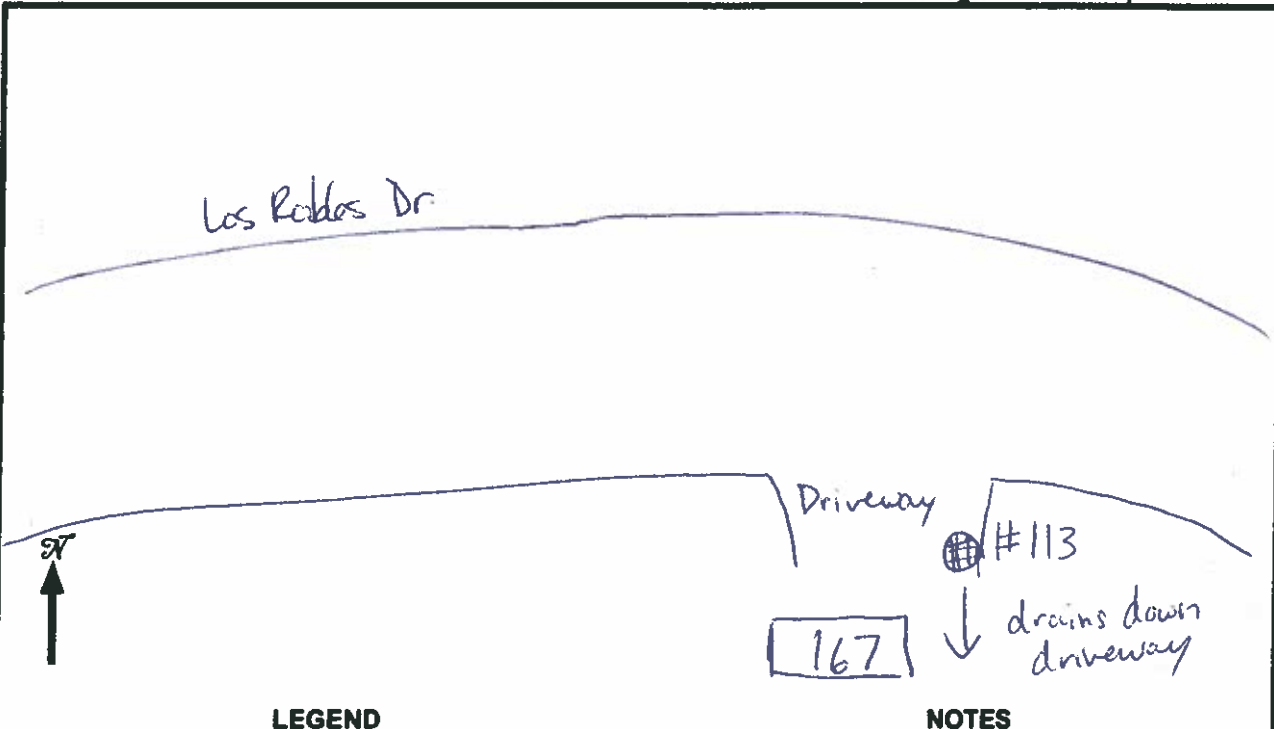 Los Robles Dr.
Driveway
#113
N
167
drains down
driveway
LEGEND
NOTES